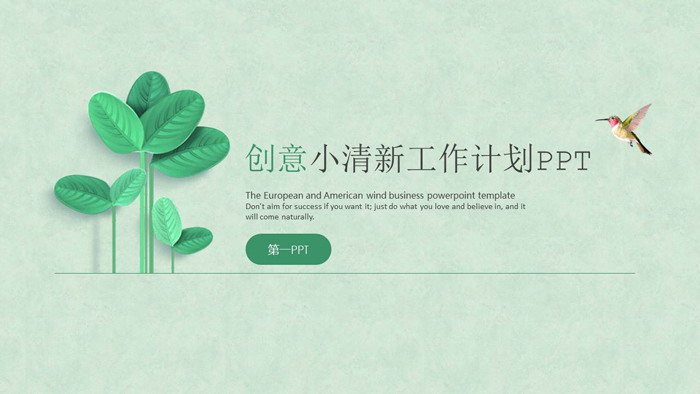 创意小清新工作计划PPT
The European and American wind business powerpoint template
Don't aim for success if you want it; just do what you love and believe in, and it
will come naturally.
第一PPT